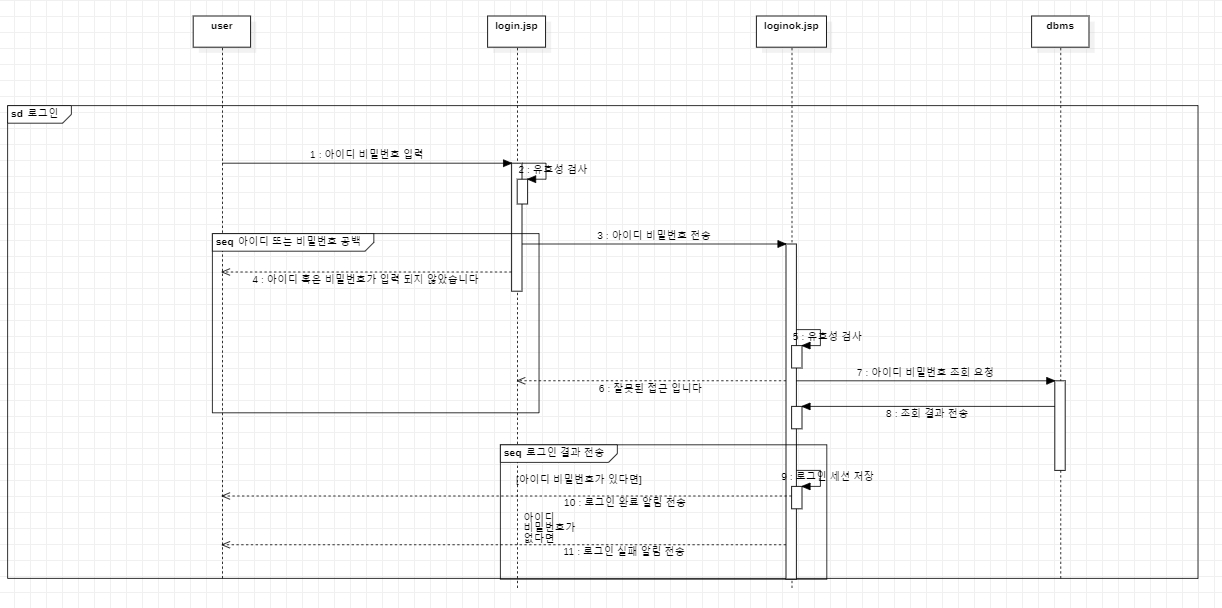 user
login.jsp
loginok.jsp
dbms
sd 로그인
1 : 아이디 비밀번호 입력
2 : 유효성 검사
seq 아이디 또는 비밀번호 공백
3 : 아이디 비밀번호 전송
4 : 아이디 혹은 비밀번호가 입력 되지 않았습니다
5 : 유효성 검사
7 : 아이디 비밀번호 조회 요청
6 : 잘못된 접근 입니다
8 : 조회 결과 전송
seq 로그인 결과 전송
[아이디 비밀번호가 있다면]
9 : 로그인 세션 저장
10 : 로그인 완료 알림 전송
아이디
비밀번호가
없다면
11 : 로그인 실패 알림 전송